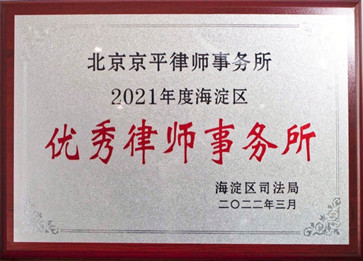 北京京平律师事务所
2021年度海淀区
优秀律师事务所
海淀区司法局
二〇二二年三月